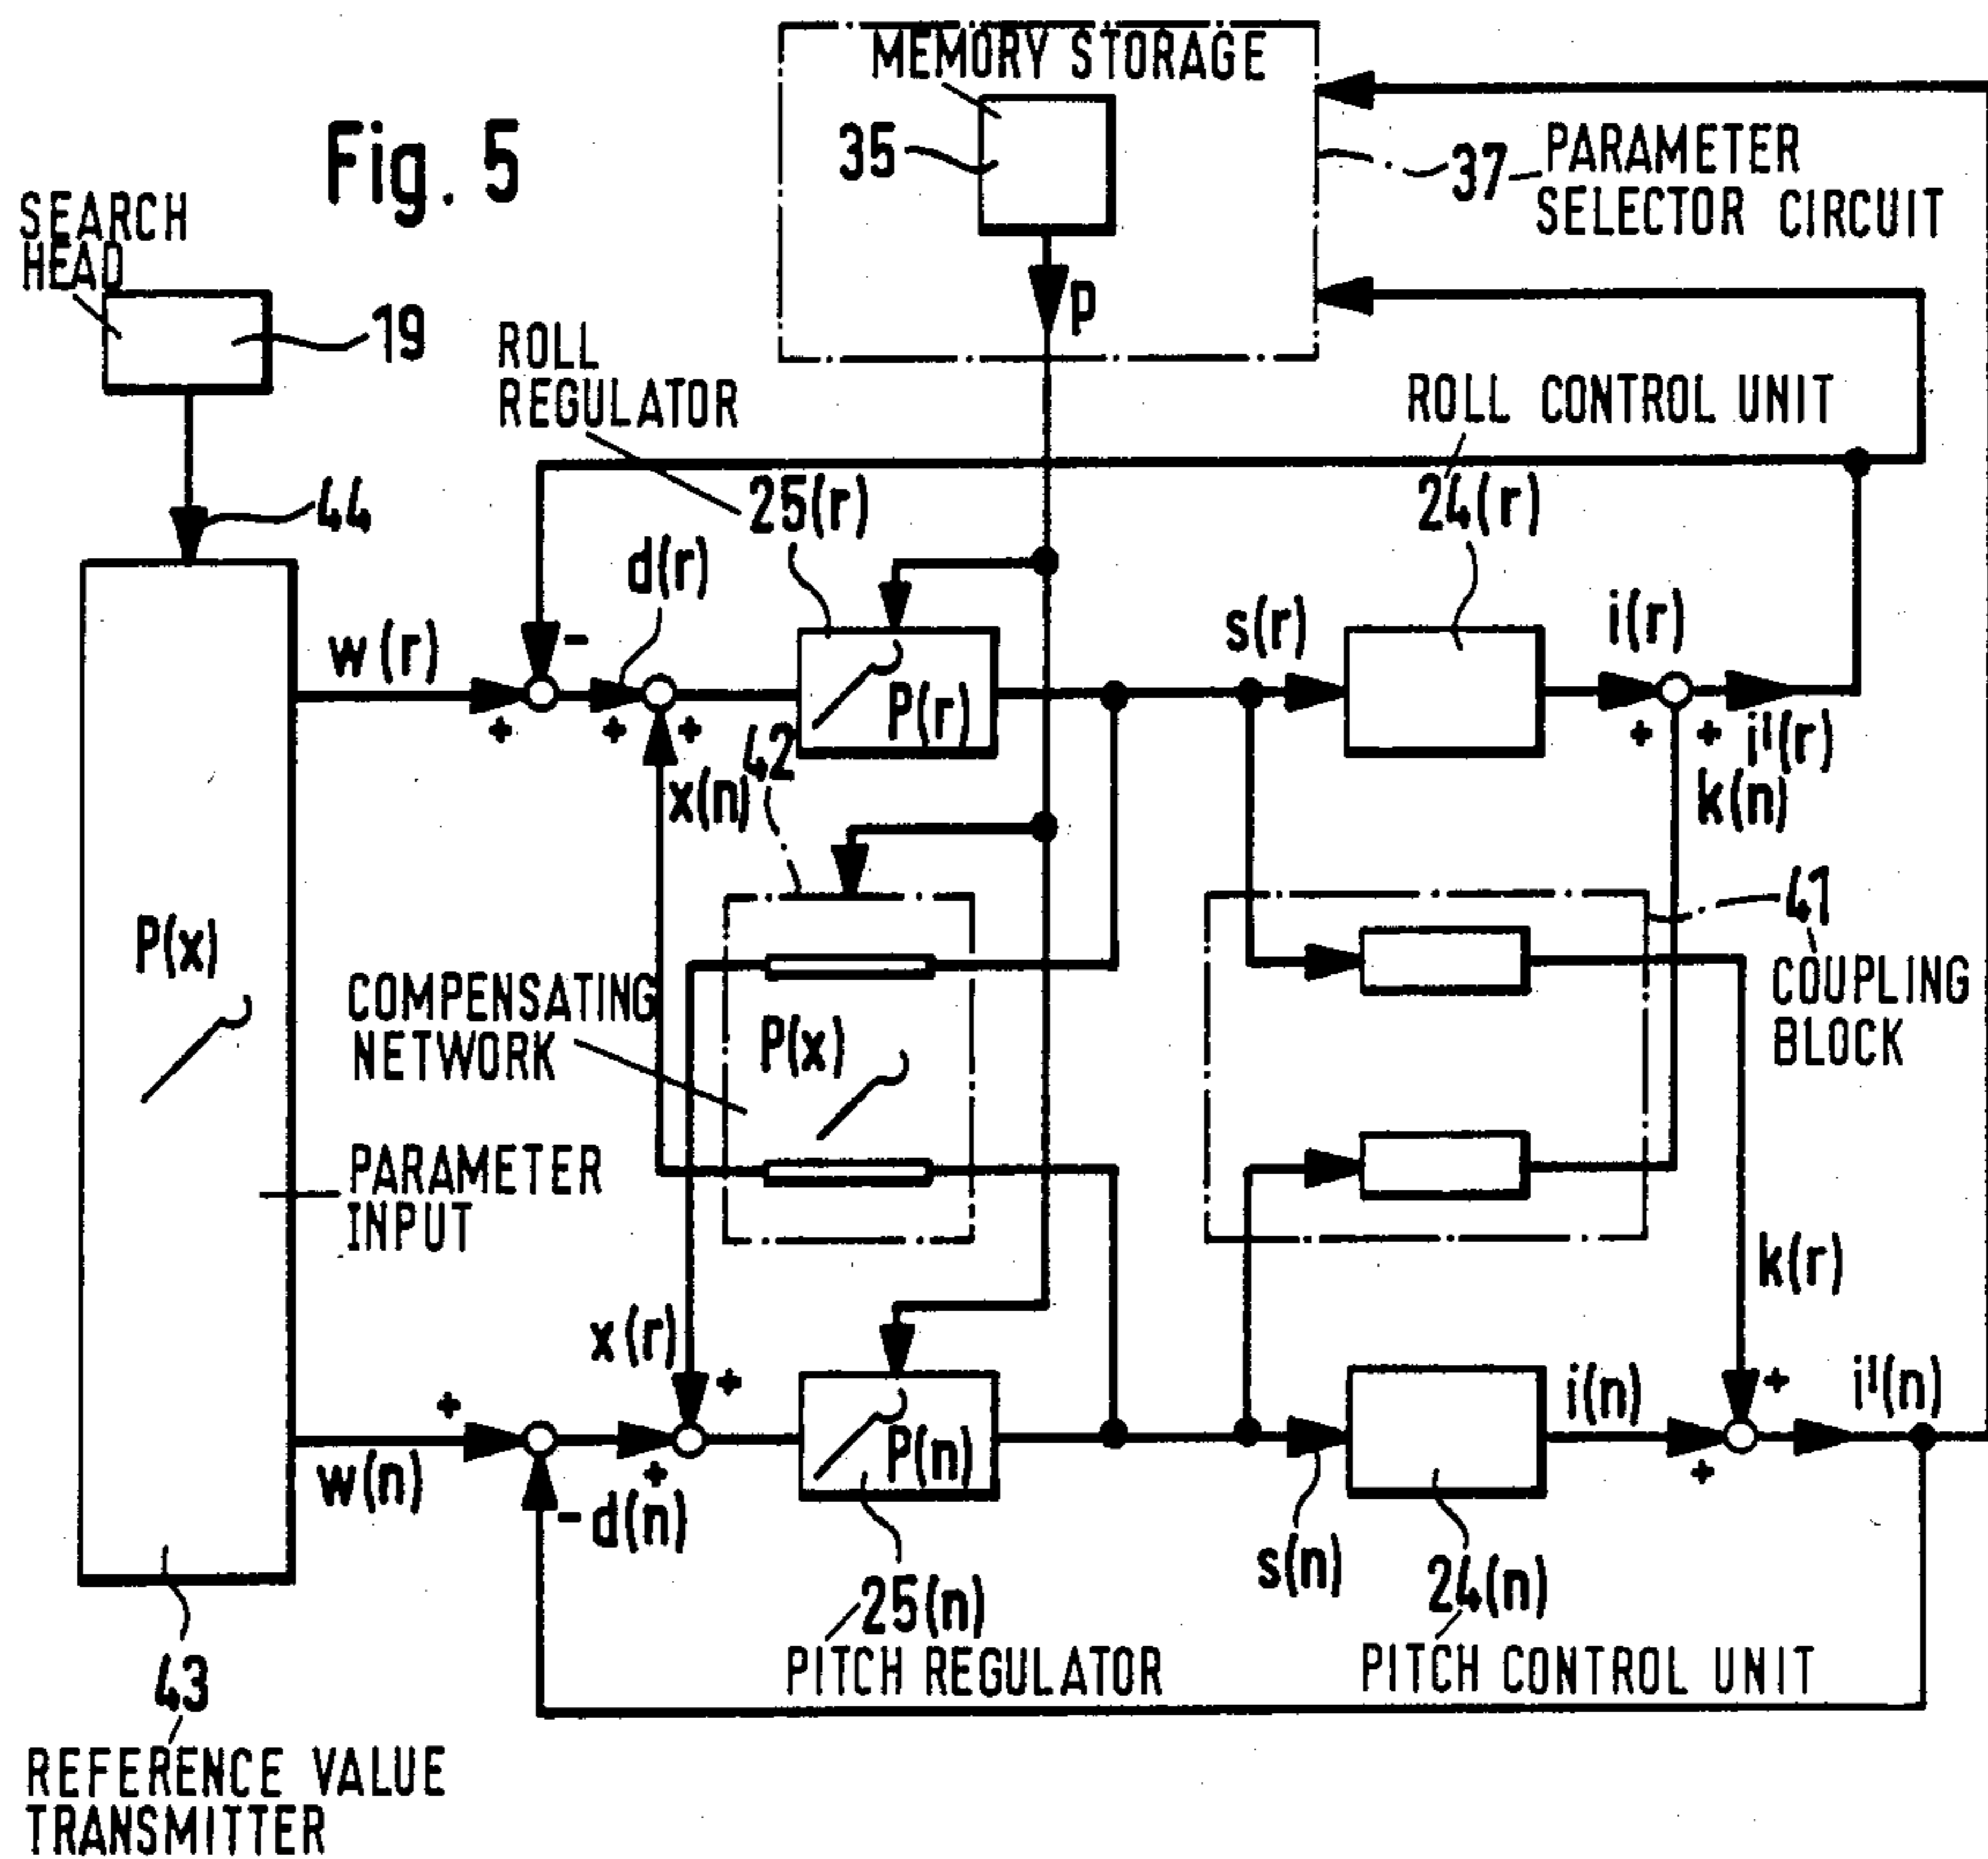 MEMORY STORAGE
35
P
37
PARAMETER
SELECTOR CIRCUIT
Fig. 5
SEARCH
HEAD
19
44
ROLL
REGULATOR
25(r)
ROLL CONTROL UNIT
24(r)
d(r)
w(r)
-
+
+
+
x(n)
P(r)
s(r)
i(r)
+
+
i'(r)
k(n)
42
P(x)
COMPENSATING
NETWORK
P(x)
41
COUPLING
BLOCK
PARAMETER
INPUT
k(r)
x(r)
+
+
w(n)
-
d(n)
+
P(n)
s(n)
i(n)
+
+
i'(n)
25(n)
PITCH REGULATOR
24(n)
PITCH CONTROL UNIT
43
REFERENCE VALUE
TRANSMITTER